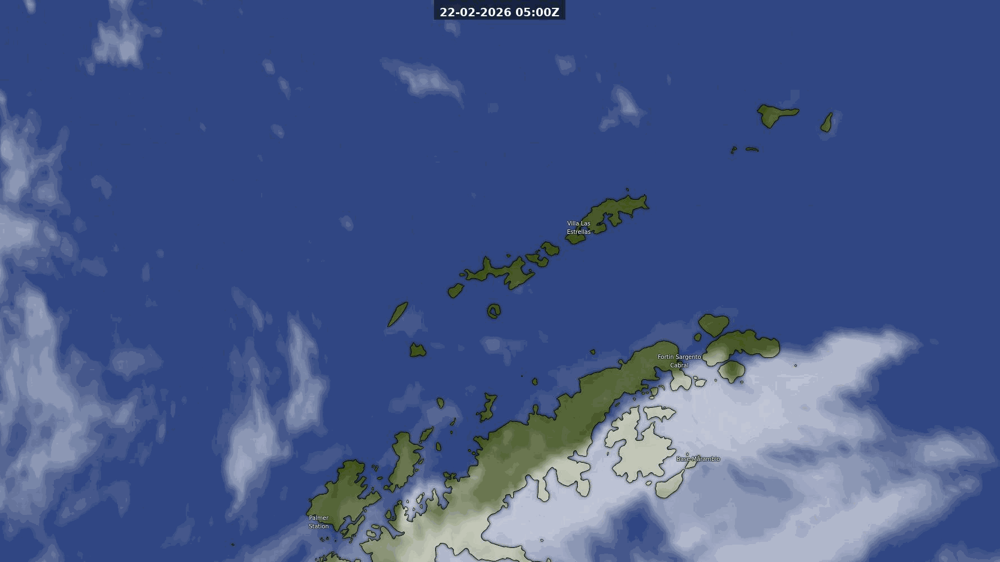 22-02-2026 05:00Z
Villa Las
Estrellas
Fortin Sargento
Cabral
Base Marambio
Palmer
Station